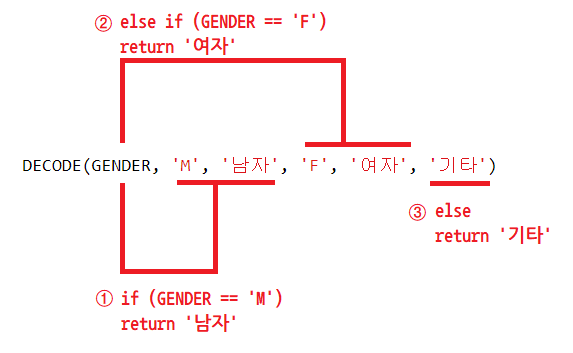 ② else if (GENDER == 'F')
return '여자'
DECODE(GENDER, 'M', '남자', 'F', '여자', '기타')
③ else
return '기타'
① if (GENDER == 'M')
return '남자'